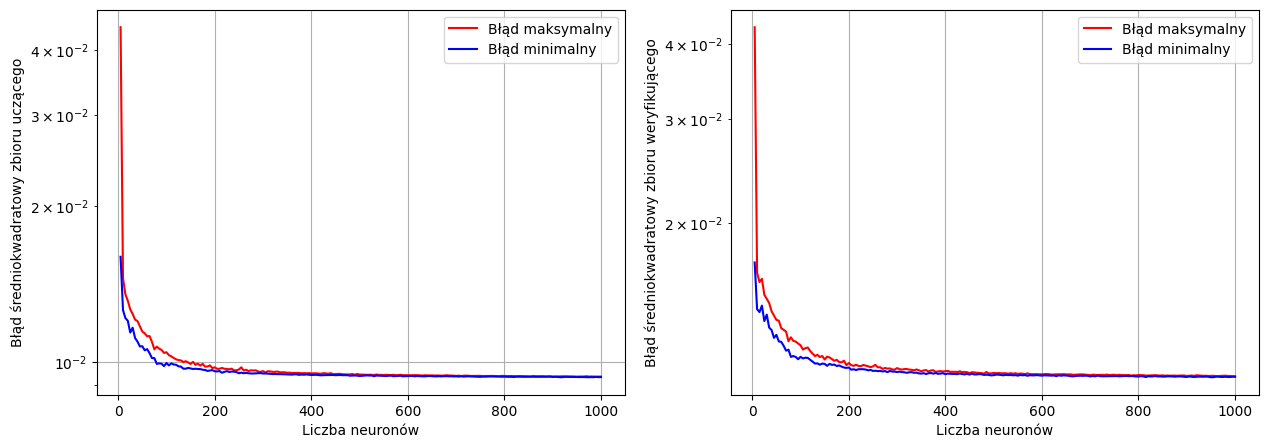 Błąd średniokwadratowy zbioru uczącego
4 × 10⁻²
3 × 10⁻²
2 × 10⁻²
10⁻²
Błąd maksymalny
Błąd minimalny
0 200 400 600 800 1000
Liczba neuronów
Błąd średniokwadratowy zbioru weryfikującego
4 × 10⁻²
3 × 10⁻²
2 × 10⁻²
Błąd maksymalny
Błąd minimalny
0 200 400 600 800 1000
Liczba neuronów